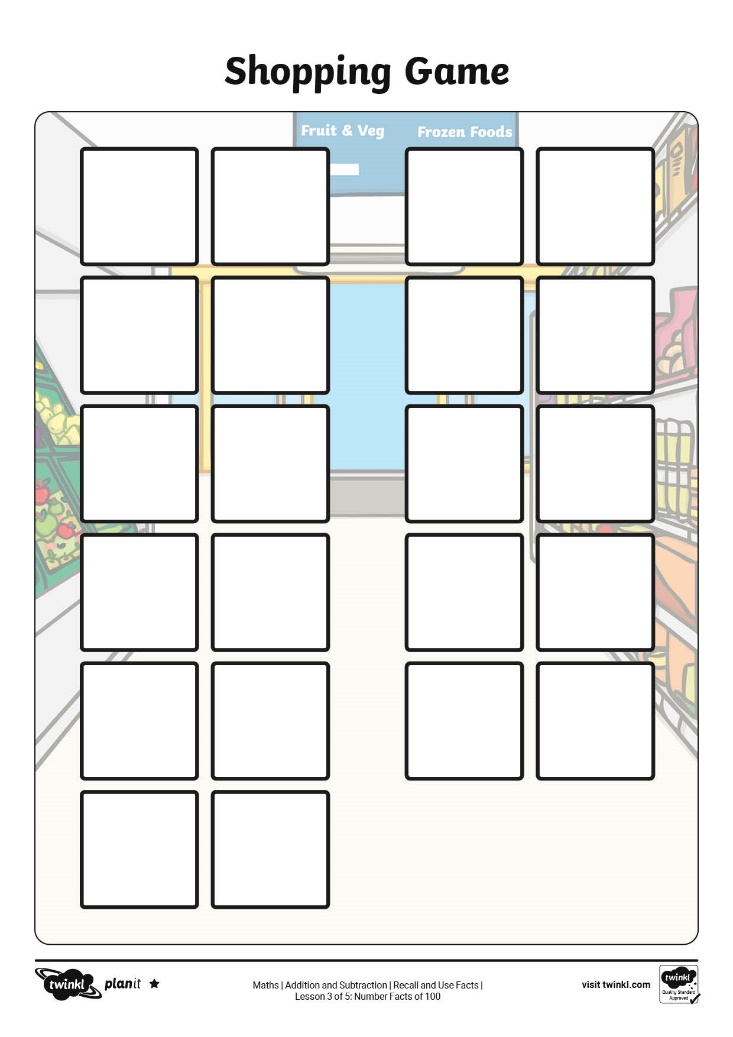 Shopping Game
Fruit & Veg
Frozen Foods
twinkl planit
Maths | Addition and Subtraction | Recall and Use Facts |
Lesson 3 of 5: Number Facts of 100
visit twinkl.com
twinkl
Quality Standard
Approved